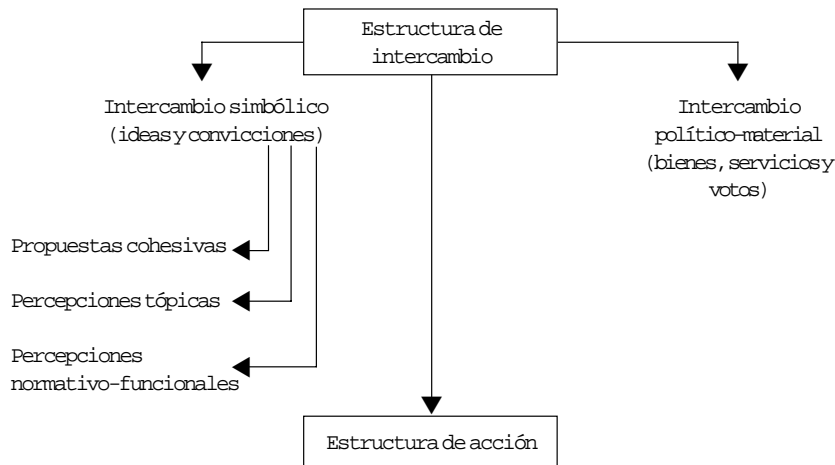 Estructura de
intercambio
Intercambio simbólico
(ideas y convicciones)
Intercambio
político-material
(bienes, servicios y
votos)
Propuestas cohesivas
Percepciones tópicas
Percepciones
normativo-funcionales
Estructura de acción